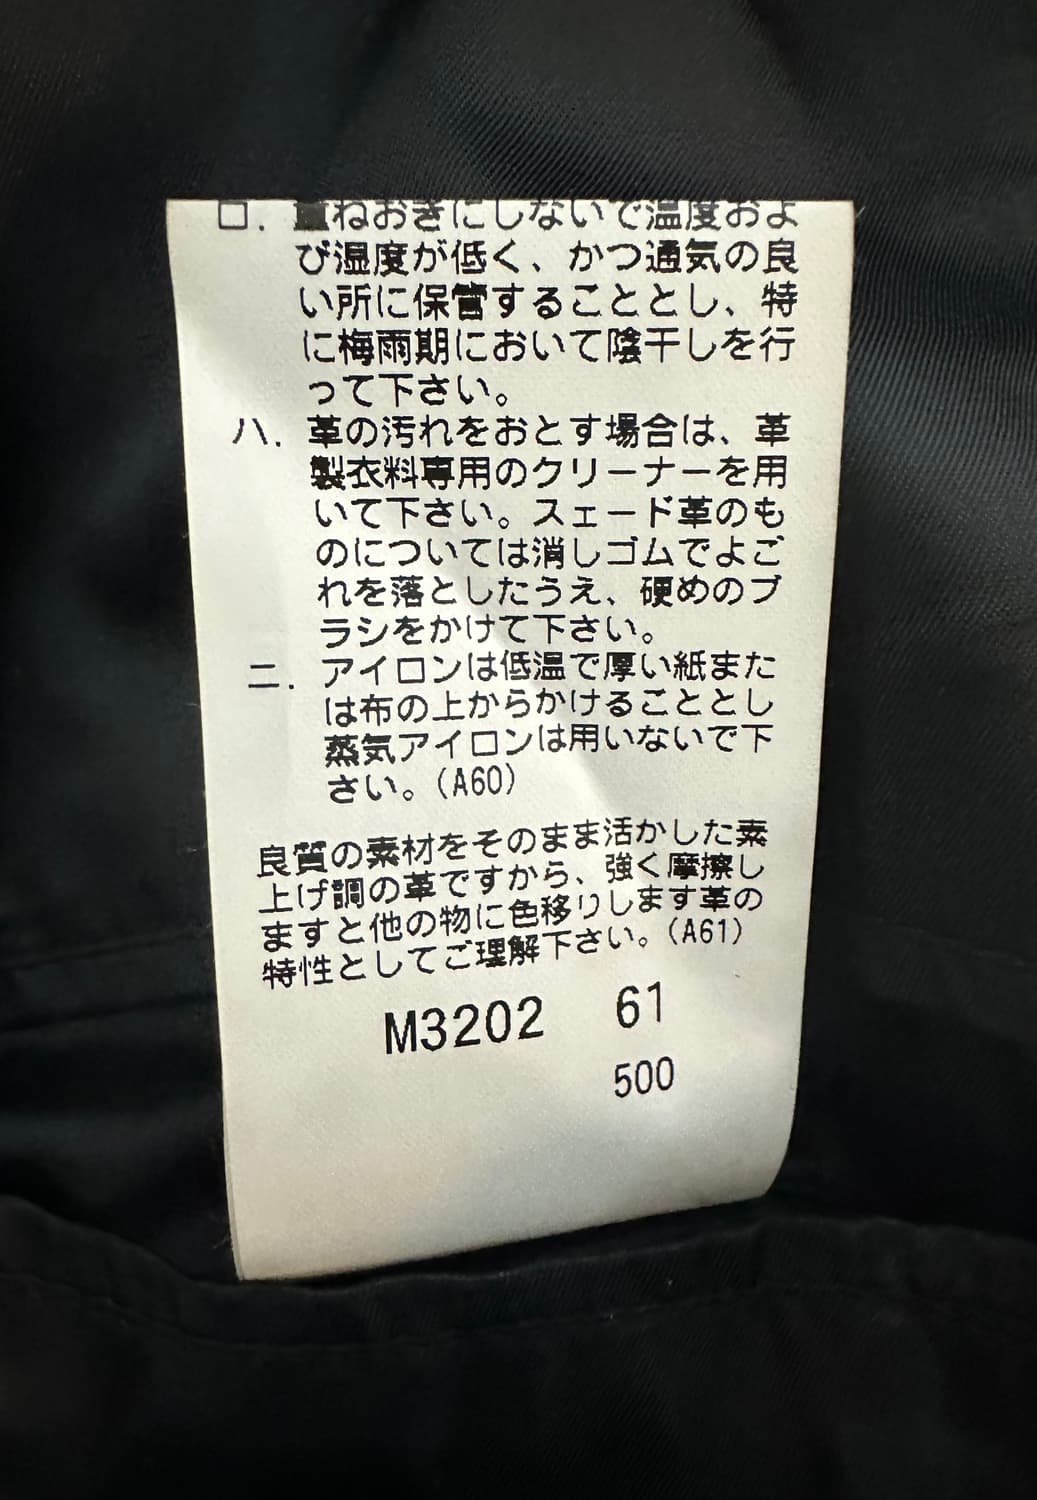 ロ. 重ねおきにしないで温度およ
び湿度が低く、かつ通気の良
い所に保管することとし、特
に梅雨期において陰干しを行
って下さい。
ハ. 革の汚れをおとす場合は、革
製衣料専用のクリーナーを用
いて下さい。スェード革のも
のについては消しゴムでよご
れを落としたうえ、硬めのブ
ラシをかけて下さい。
ニ. アイロンは低温で厚い紙また
は布の上からかけることとし
蒸気アイロンは用いないで下
さい。(A60)
良質の素材をそのまま活かした素
上げ調の革ですから、強く摩擦し
ますと他の物に色移りします革の
特性としてご理解下さい。(A61)
M3202 61
500